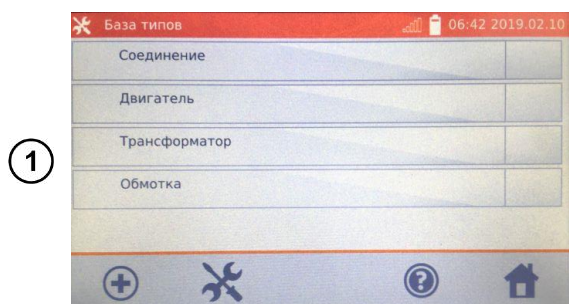 База типов 06:42 2019.02.10
Соединение
Двигатель
Трансформатор
1
Обмотка
?